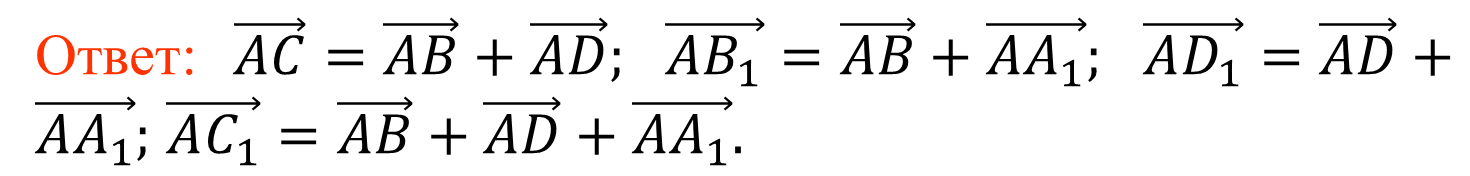 Ответ: $\overrightarrow{AC} = \overrightarrow{AB} + \overrightarrow{AD}$; $\overrightarrow{AB_1} = \overrightarrow{AB} + \overrightarrow{AA_1}$; $\overrightarrow{AD_1} = \overrightarrow{AD} +$
$\overrightarrow{AA_1}$; $\overrightarrow{AC_1} = \overrightarrow{AB} + \overrightarrow{AD} + \overrightarrow{AA_1}$.